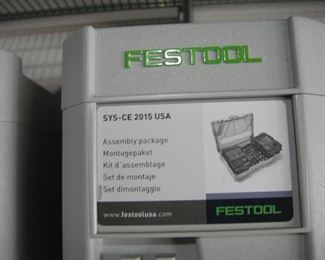 FESTOOL
SYS-CE 2015 USA
Assembly package
Montagepaket
Kit d'assemblage
Set de montaje
Set dimontaggio
www.festoolusa.com
FESTOOL